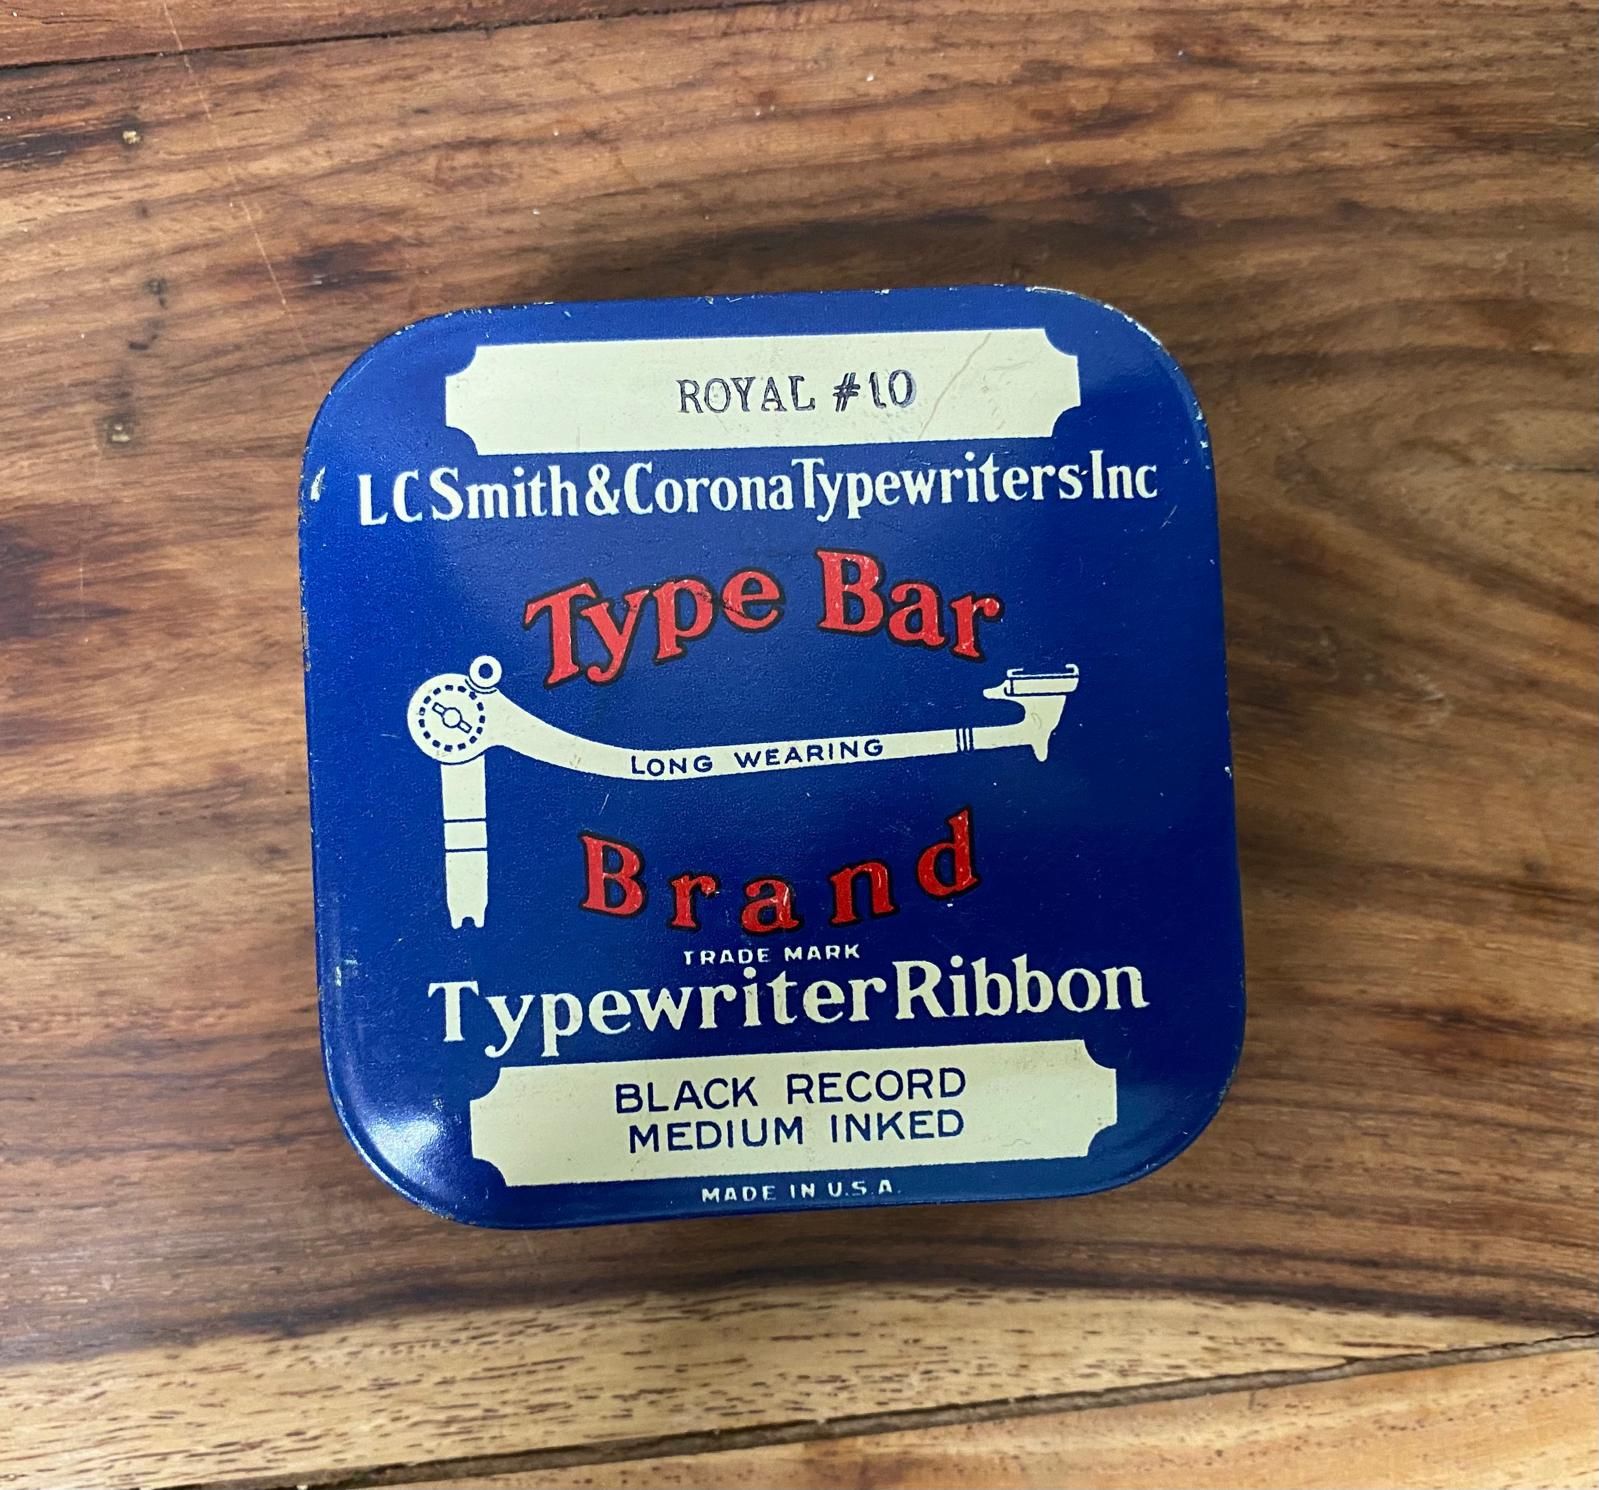 ROYAL #10
LC Smith & Corona Typewriters Inc
Type Bar
LONG WEARING
Brand
TRADE MARK
Typewriter Ribbon
BLACK RECORD
MEDIUM INKED
MADE IN U.S.A.